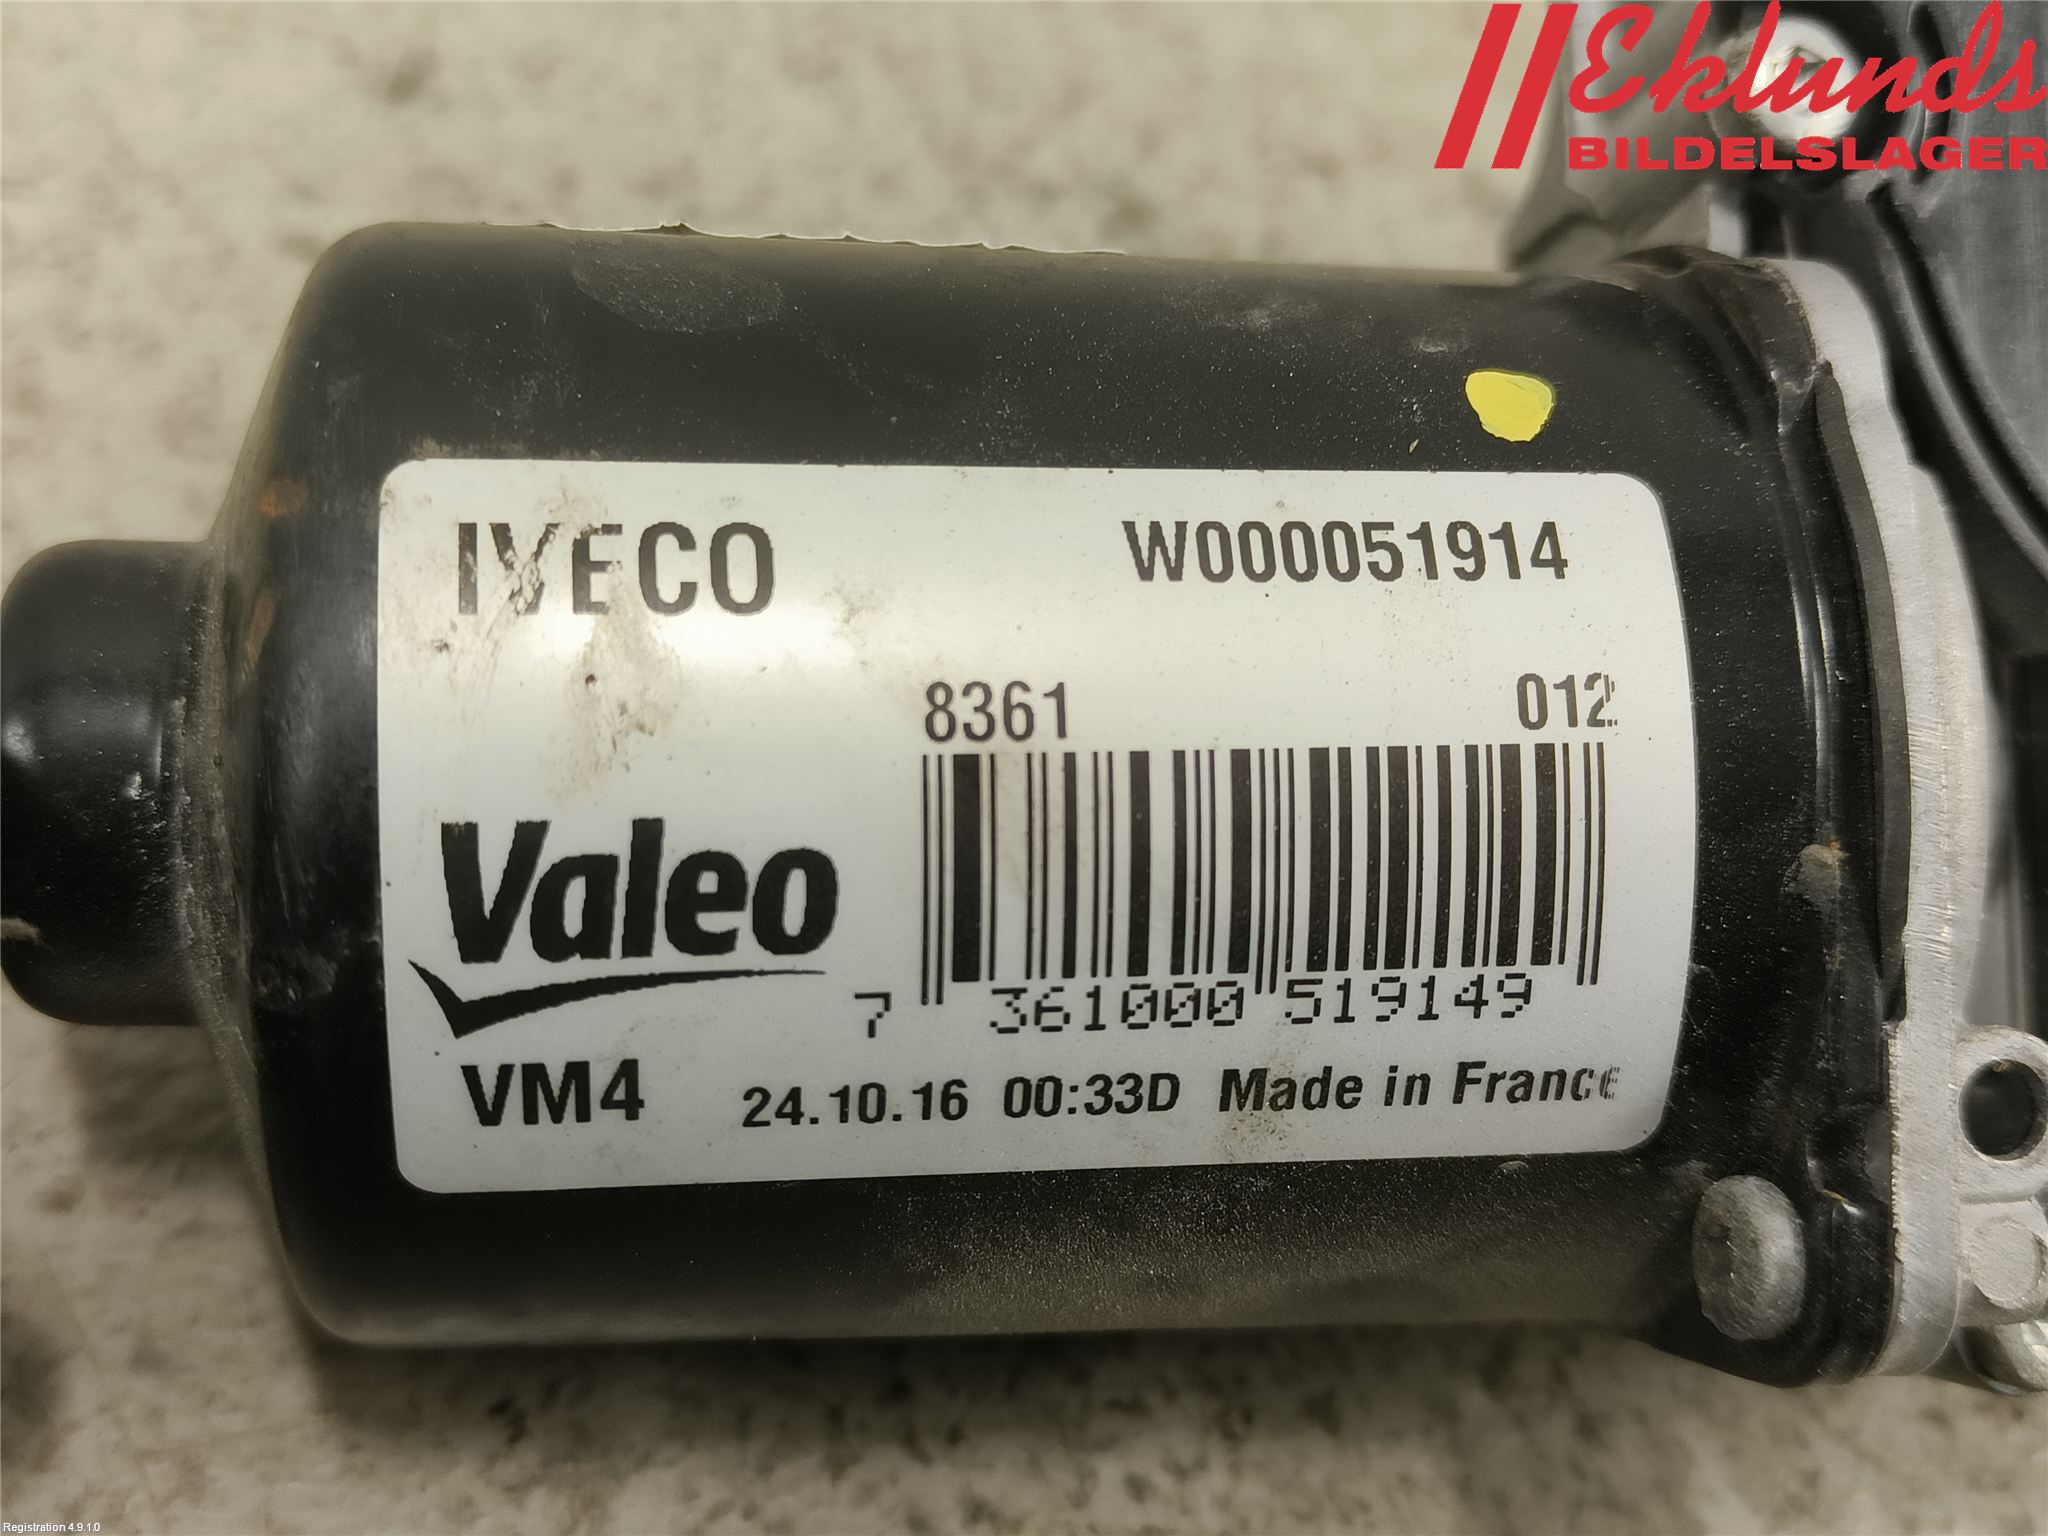 Eklunds
BILDELSLAGER
IVECO W000051914
8361 012
Valeo
7 361000 519149
VM4 24.10.16 00:33D Made in France
Registration 4.9.1.0